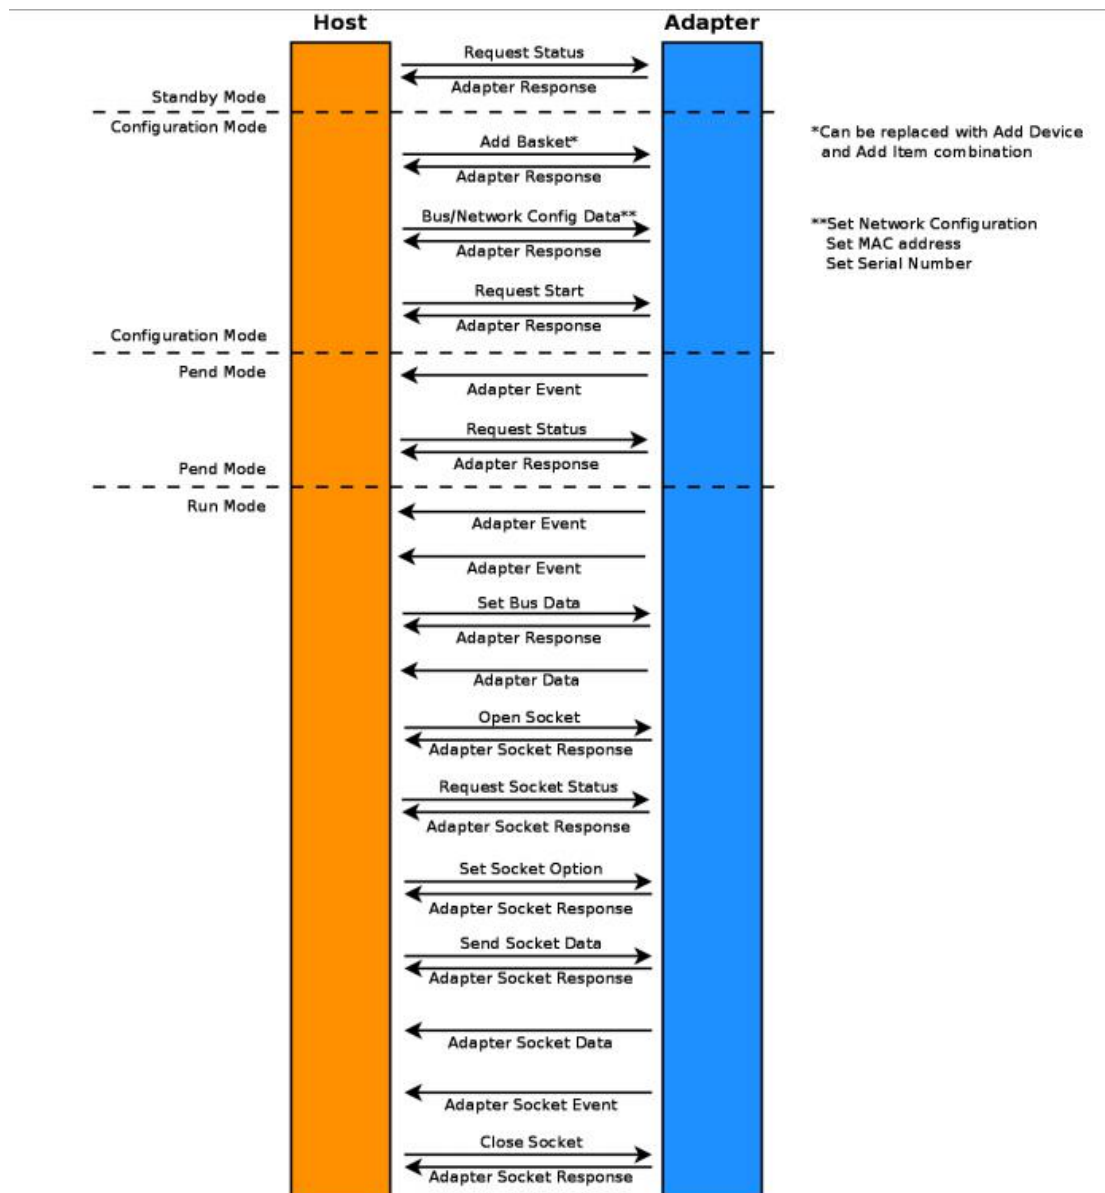 Host
Adapter
Request Status
Adapter Response
Standby Mode
Configuration Mode
Add Basket*
Adapter Response
*Can be replaced with Add Device
and Add Item combination
Bus/Network Config Data**
Adapter Response
**Set Network Configuration
Set MAC address
Set Serial Number
Request Start
Adapter Response
Configuration Mode
Pend Mode
Adapter Event
Request Status
Adapter Response
Pend Mode
Run Mode
Adapter Event
Adapter Event
Set Bus Data
Adapter Response
Adapter Data
Open Socket
Adapter Socket Response
Request Socket Status
Adapter Socket Response
Set Socket Option
Adapter Socket Response
Send Socket Data
Adapter Socket Response
Adapter Socket Data
Adapter Socket Event
Close Socket
Adapter Socket Response